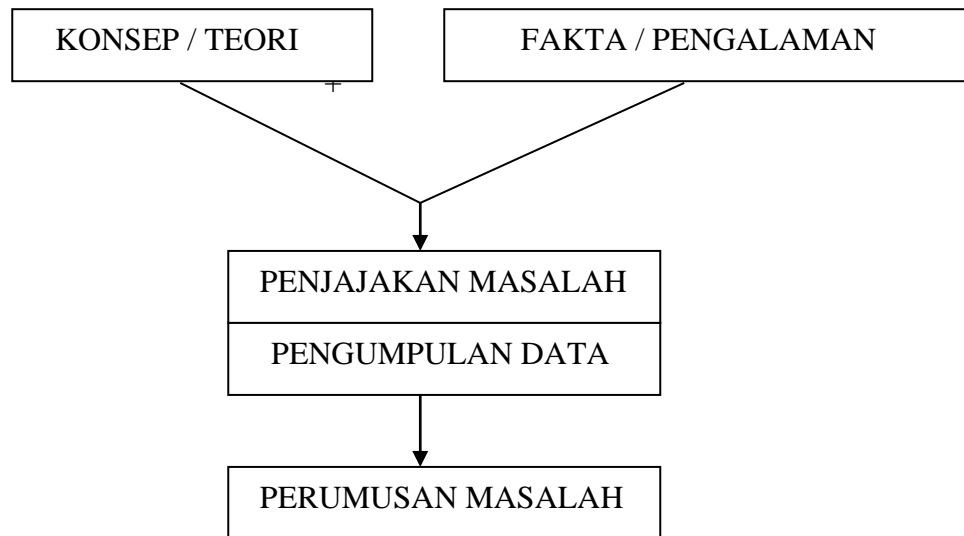 KONSEP / TEORI
FAKTA / PENGALAMAN
PENJAJAKAN MASALAH
PENGUMPULAN DATA
PERUMUSAN MASALAH